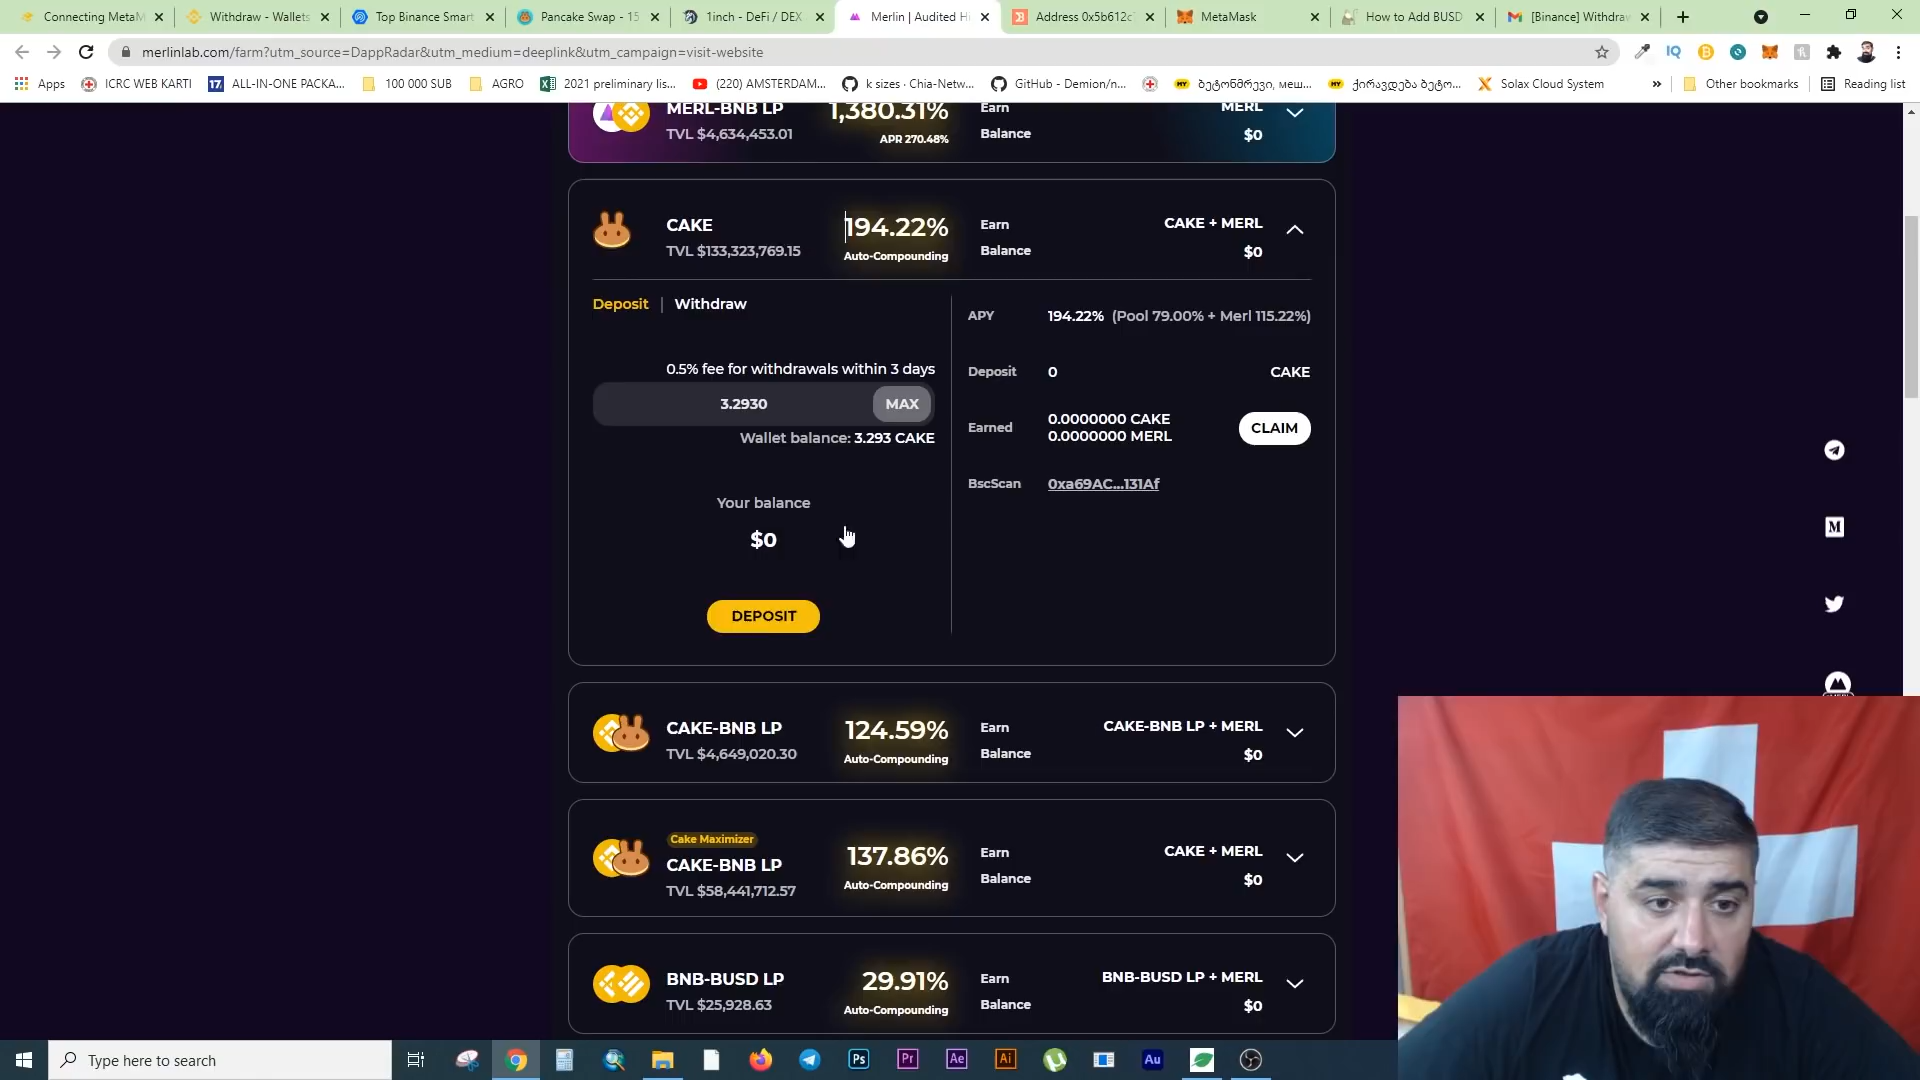 Connecting MetaM
Withdraw - Wallets
Top Binance Smart
Pancake Swap - 15
1inch - DeFi / DEX
Merlin | Audited Hi
Address 0x5b612c
MetaMask
How to Add BUSD
[Binance] Withdraw
merlinlab.com/farm?utm_source=DappRadar&utm_medium=deeplink&utm_campaign=visit-website
Apps
ICRC WEB KARTI
ALL-IN-ONE PACKA...
100 000 SUB
AGRO
2021 preliminary lis...
(220) AMSTERDAM...
k sizes · Chia-Netw...
GitHub - Demion/n...
ბეტონმრევი, მეშ...
ქირავდება ბეტო...
Solax Cloud System
Other bookmarks
Reading list
MERL-BNB LP
1,380.31%
Earn
MERL
TVL $4,634,453.01
APR 270.48%
Balance
$0
CAKE
194.22%
Earn
CAKE + MERL
TVL $133,323,769.15
Auto-Compounding
Balance
$0
Deposit | Withdraw
0.5% fee for withdrawals within 3 days
3.2930
MAX
Wallet balance: 3.293 CAKE
Your balance
$0
DEPOSIT
APY
194.22% (Pool 79.00% + Merl 115.22%)
Deposit
0
CAKE
Earned
0.0000000 CAKE
0.0000000 MERL
CLAIM
BscScan
0xa69AC...131Af
CAKE-BNB LP
124.59%
Earn
CAKE-BNB LP + MERL
TVL $4,649,020.30
Auto-Compounding
Balance
$0
Cake Maximizer
CAKE-BNB LP
137.86%
Earn
CAKE + MERL
TVL $58,441,712.57
Auto-Compounding
Balance
$0
BNB-BUSD LP
29.91%
Earn
BNB-BUSD LP + MERL
TVL $25,928.63
Auto-Compounding
Balance
$0
Type here to search
Ps
Pr
Ae
Ai
Au